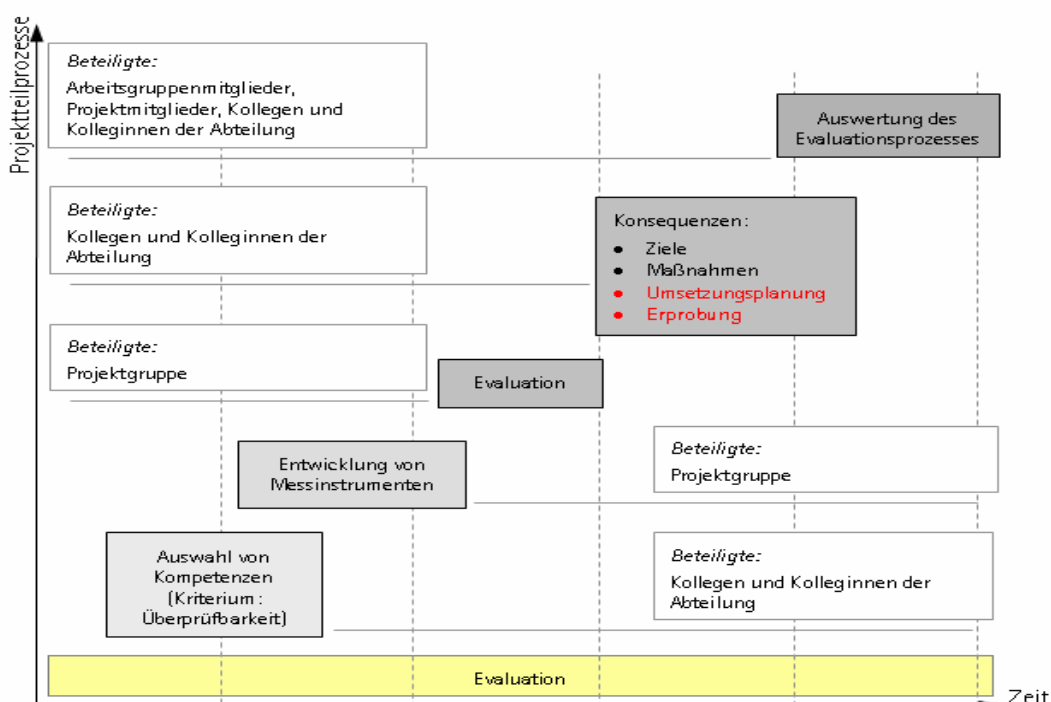 Projektteilprozesse
Beteiligte:
Arbeitsgruppenmitglieder,
Projektmitglieder, Kollegen und
Kolleginnen der Abteilung
Auswertung des
Evaluationsprozesses
Beteiligte:
Kollegen und Kolleginnen der
Abteilung
Konsequenzen:
● Ziele
● Maßnahmen
● Umsetzungsplanung
● Erprobung
Beteiligte:
Projektgruppe
Evaluation
Entwicklung von
Messinstrumenten
Beteiligte:
Projektgruppe
Auswahl von
Kompetenzen
(Kriterium:
Überprüfbarkeit)
Beteiligte:
Kollegen und Kolleginnen der
Abteilung
Evaluation
Zeit